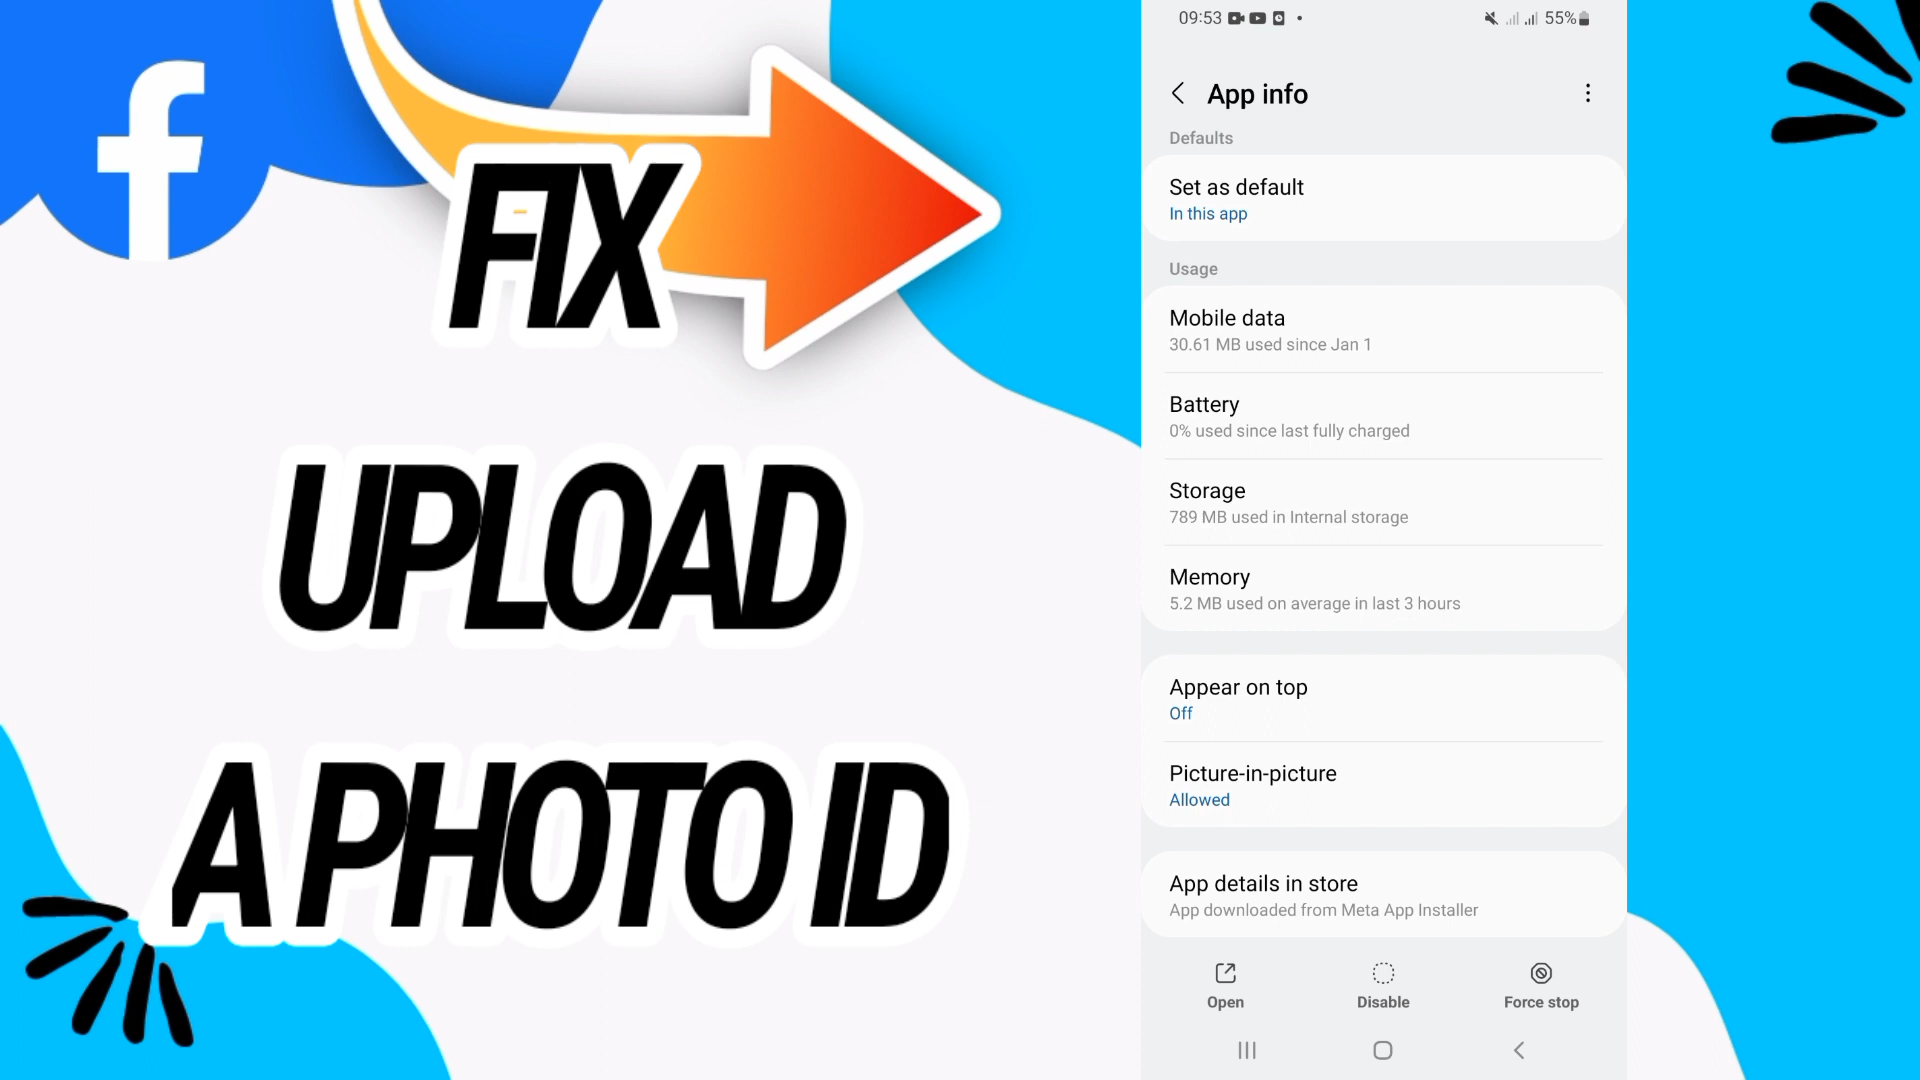 FIX
UPLOAD
A PHOTO ID
09:53
55%
App info
Defaults
Set as default
In this app
Usage
Mobile data
30.61 MB used since Jan 1
Battery
0% used since last fully charged
Storage
789 MB used in Internal storage
Memory
5.2 MB used on average in last 3 hours
Appear on top
Off
Picture-in-picture
Allowed
App details in store
App downloaded from Meta App Installer
Open
Disable
Force stop